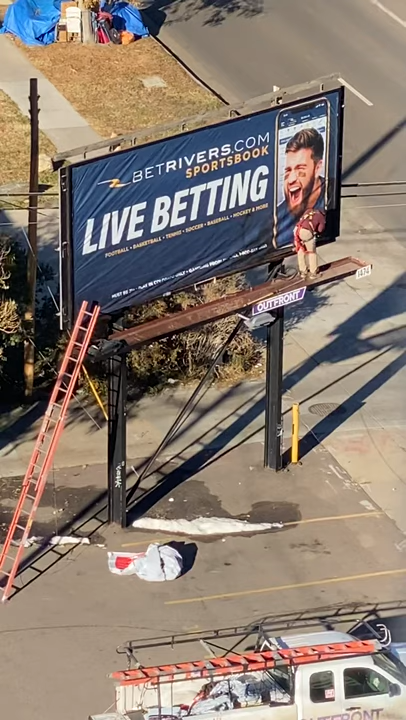 BETRIVERS.COM
SPORTSBOOK
LIVE BETTING
FOOTBALL • BASKETBALL • TENNIS • SOCCER • BASEBALL • HOCKEY & MORE
OUTFRONT